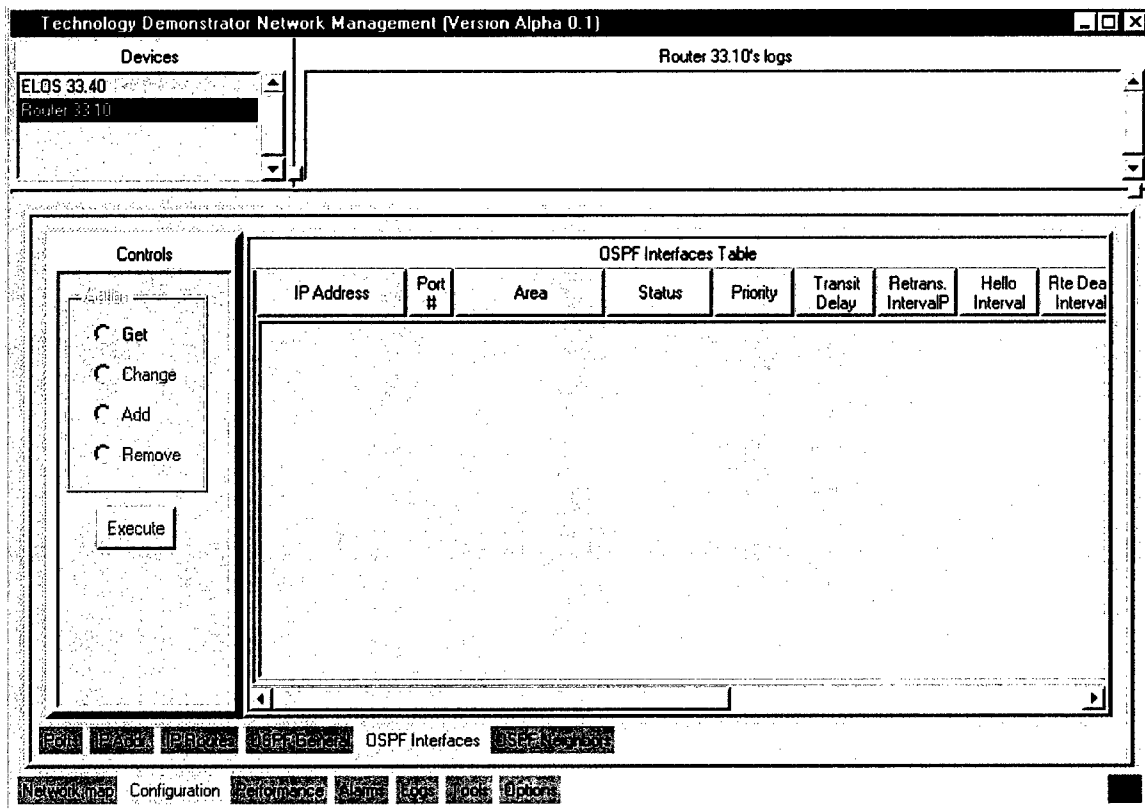 Technology Demonstrator Network Management (Version Alpha 0.1)
Devices
ELOS 33.40
Router 33.10
Router 33.10's logs
Controls
Action
Get
Change
Add
Remove
Execute
OSPF Interfaces Table
IP Address
Port #
Area
Status
Priority
Transit Delay
Retrans. IntervalP
Hello Interval
Rte Dea Interval
Ports IP Addr. IP Routes OSPF General OSPF Interfaces OSPF Neighbors
Network map Configuration Performance Alarms Logs Tools Options